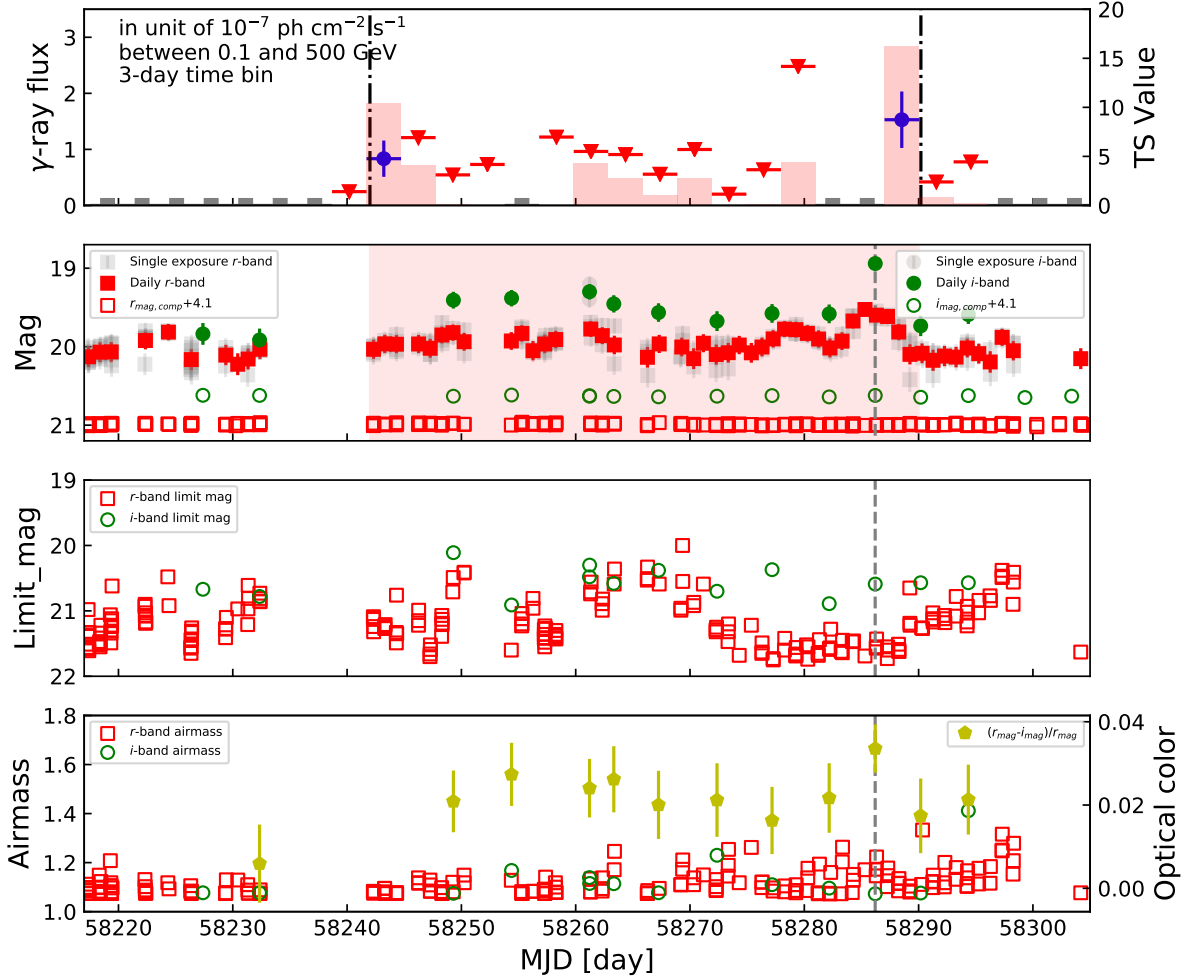 in unit of 10⁻⁷ ph cm⁻² s⁻¹
between 0.1 and 500 GeV
3-day time bin
γ-ray flux
0
1
2
3
TS Value
0
5
10
15
20
Mag
19
20
21
Single exposure r-band
Daily r-band
r_mag,comp+4.1
Single exposure i-band
Daily i-band
i_mag,comp+4.1
Limit_mag
19
20
21
22
r-band limit mag
i-band limit mag
Airmass
1.8
1.6
1.4
1.2
1.0
r-band airmass
i-band airmass
(r_mag-i_mag)/r_mag
Optical color
0.04
0.02
0.00
58220 58230 58240 58250 58260 58270 58280 58290 58300
MJD [day]